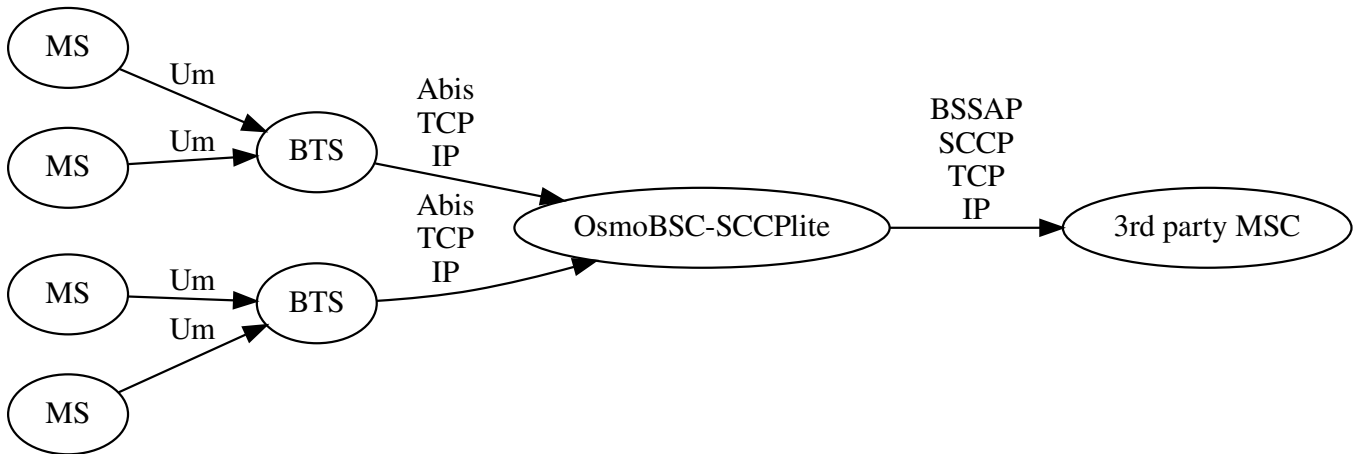 MS
Um
MS
Um
BTS
Abis
TCP
IP
MS
Um
MS
Um
BTS
Abis
TCP
IP
OsmoBSC-SCCPlite
BSSAP
SCCP
TCP
IP
3rd party MSC